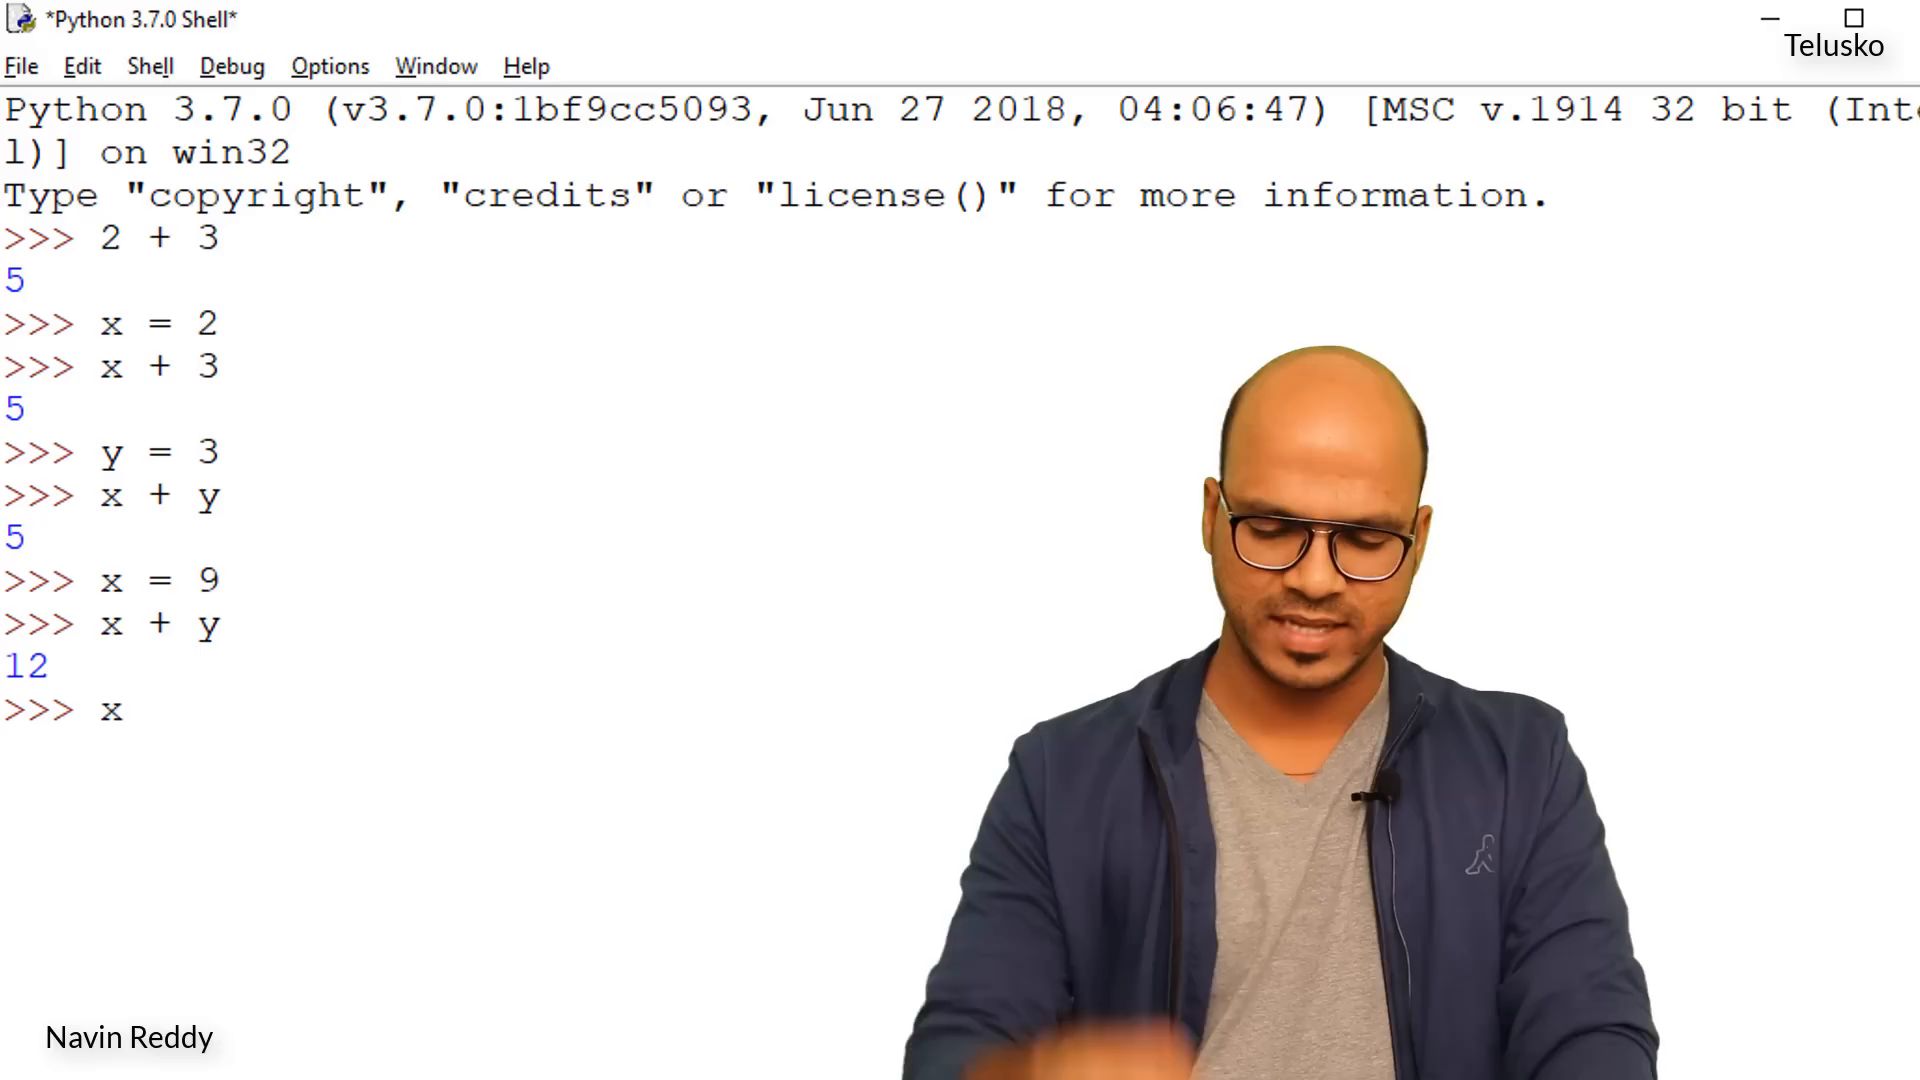 *Python 3.7.0 Shell*
Telusko
File Edit Shell Debug Options Window Help
Python 3.7.0 (v3.7.0:1bf9cc5093, Jun 27 2018, 04:06:47) [MSC v.1914 32 bit (Inte
l)] on win32
Type "copyright", "credits" or "license()" for more information.
>>> 2 + 3
5
>>> x = 2
>>> x + 3
5
>>> y = 3
>>> x + y
5
>>> x = 9
>>> x + y
12
>>> x
Navin Reddy